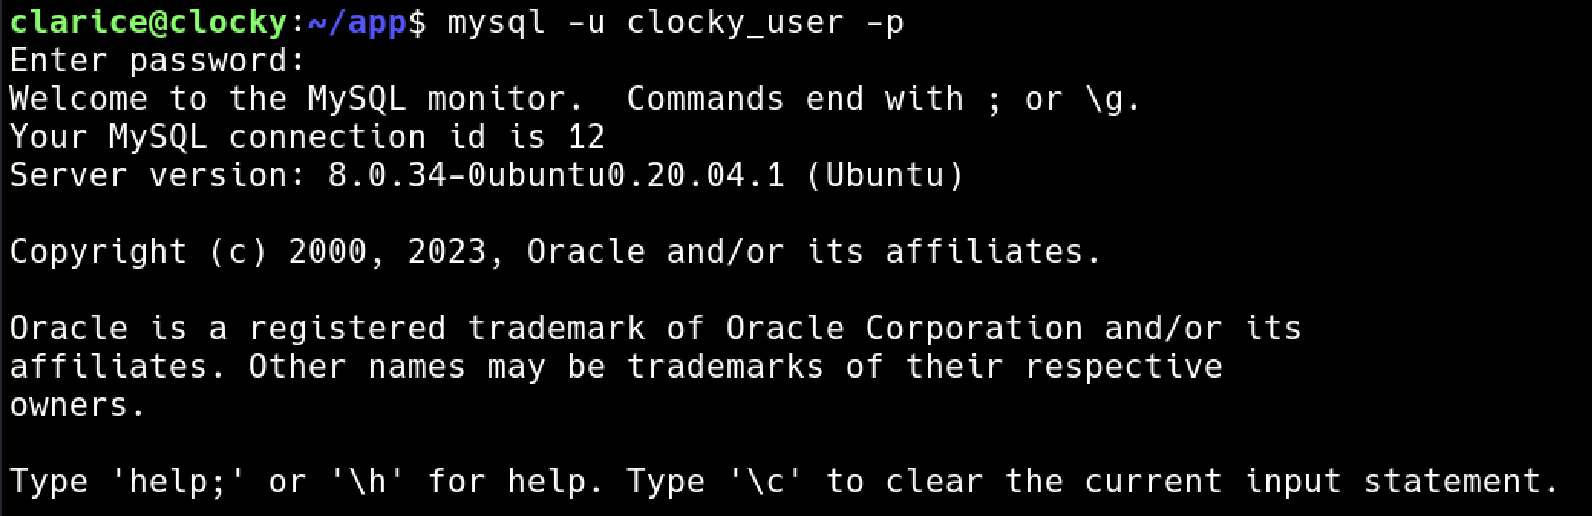 clarice@clocky:~/app$ mysql -u clocky_user -p
Enter password:
Welcome to the MySQL monitor.  Commands end with ; or \g.
Your MySQL connection id is 12
Server version: 8.0.34-0ubuntu0.20.04.1 (Ubuntu)

Copyright (c) 2000, 2023, Oracle and/or its affiliates.

Oracle is a registered trademark of Oracle Corporation and/or its
affiliates. Other names may be trademarks of their respective
owners.

Type 'help;' or '\h' for help. Type '\c' to clear the current input statement.